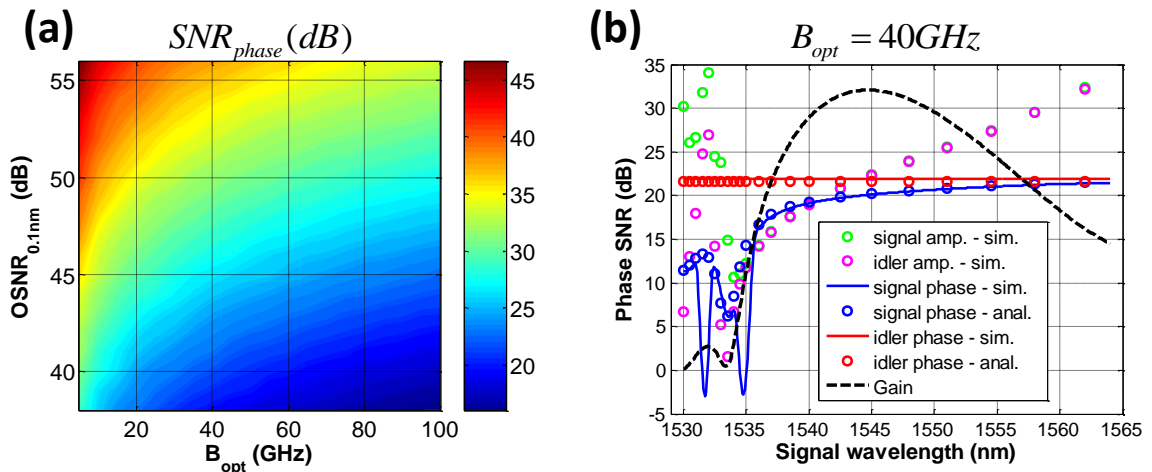 (a)
SNR_phase (dB)
55
50
45
40
OSNR_0.1nm (dB)
20
40
60
80
100
B_opt (GHz)
45
40
35
30
25
20
(b)
B_opt = 40GHz
35
30
25
20
15
10
5
0
-5
Phase SNR (dB)
signal amp. - sim.
idler amp. - sim.
signal phase - sim.
signal phase - anal.
idler phase - sim.
idler phase - anal.
Gain
1530
1535
1540
1545
1550
1555
1560
1565
Signal wavelength (nm)